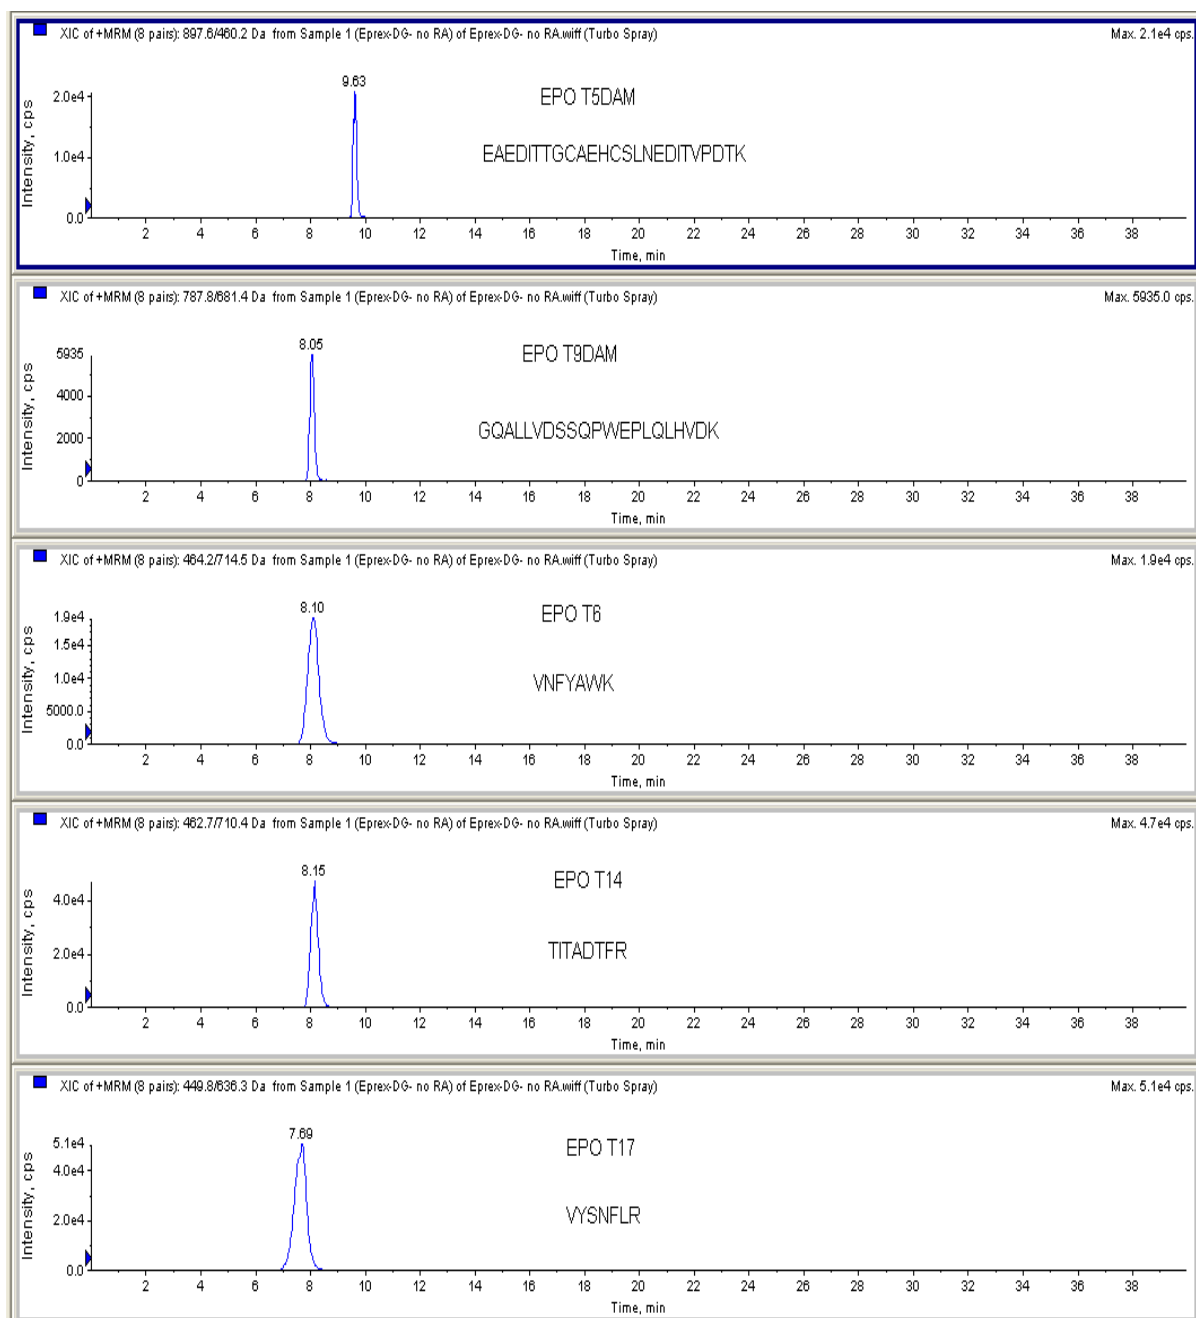 XIC of +MRM (8 pairs): 897.6/460.2 Da from Sample 1 (Eprex-DG- no RA) of Eprex-DG- no RA.wiff (Turbo Spray) Max. 2.1e4 cps.
9.63
EPO T5DAM
EAEDITTGCAEHCSLNEDITVPDTK
Intensity, cps
2.0e4
1.0e4
0.0
2 4 6 8 10 12 14 16 18 20 22 24 26 28 30 32 34 36 38
Time, min
XIC of +MRM (8 pairs): 787.8/681.4 Da from Sample 1 (Eprex-DG- no RA) of Eprex-DG- no RA.wiff (Turbo Spray) Max. 5935.0 cps.
8.05
EPO T9DAM
GQALLVDSSQPWEPLQLHVDK
Intensity, cps
5935
4000
2000
0
2 4 6 8 10 12 14 16 18 20 22 24 26 28 30 32 34 36 38
Time, min
XIC of +MRM (8 pairs): 464.2/714.5 Da from Sample 1 (Eprex-DG- no RA) of Eprex-DG- no RA.wiff (Turbo Spray) Max. 1.9e4 cps.
8.10
EPO T6
VNFYAWK
Intensity, cps
1.9e4
1.5e4
1.0e4
5000.0
0.0
2 4 6 8 10 12 14 16 18 20 22 24 26 28 30 32 34 36 38
Time, min
XIC of +MRM (8 pairs): 462.7/710.4 Da from Sample 1 (Eprex-DG- no RA) of Eprex-DG- no RA.wiff (Turbo Spray) Max. 4.7e4 cps.
8.15
EPO T14
TITADTFR
Intensity, cps
4.0e4
2.0e4
0.0
2 4 6 8 10 12 14 16 18 20 22 24 26 28 30 32 34 36 38
Time, min
XIC of +MRM (8 pairs): 449.8/636.3 Da from Sample 1 (Eprex-DG- no RA) of Eprex-DG- no RA.wiff (Turbo Spray) Max. 5.1e4 cps.
7.69
EPO T17
VYSNFLR
Intensity, cps
5.1e4
4.0e4
2.0e4
0.0
2 4 6 8 10 12 14 16 18 20 22 24 26 28 30 32 34 36 38
Time, min